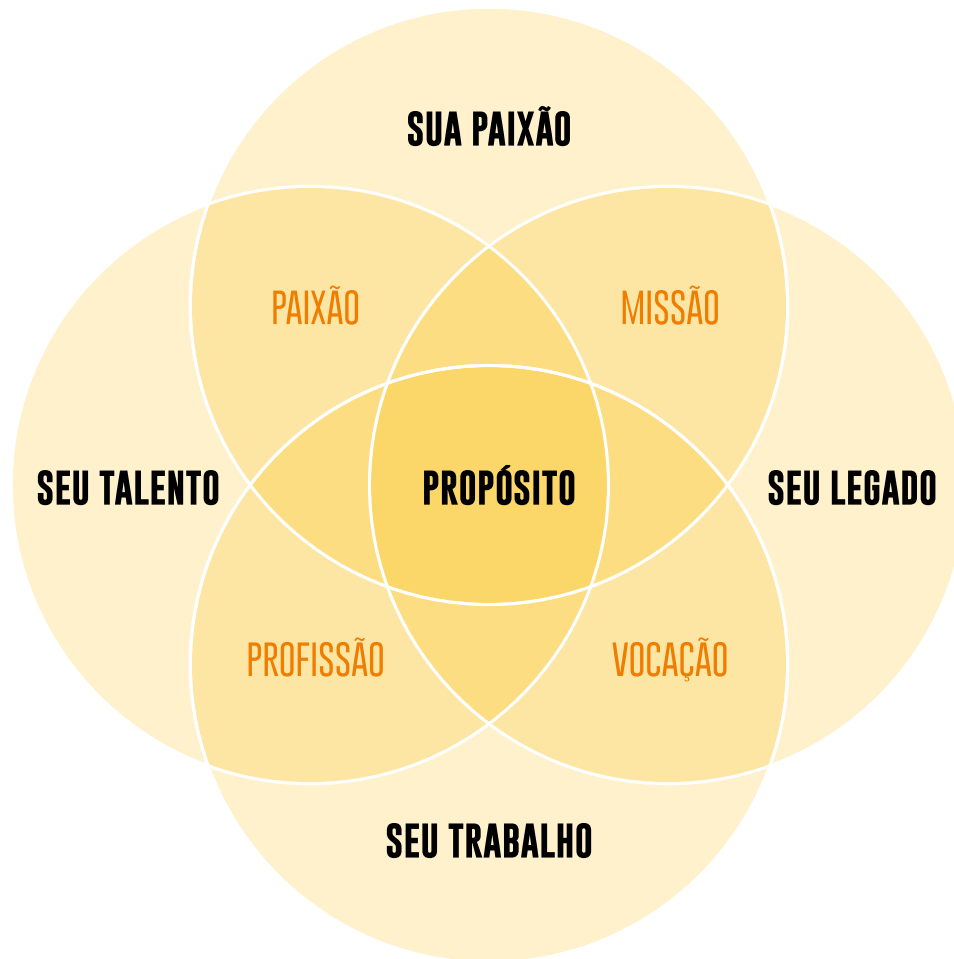 SUA PAIXÃO
PAIXÃO
MISSÃO
SEU TALENTO
PROPÓSITO
SEU LEGADO
PROFISSÃO
VOCAÇÃO
SEU TRABALHO